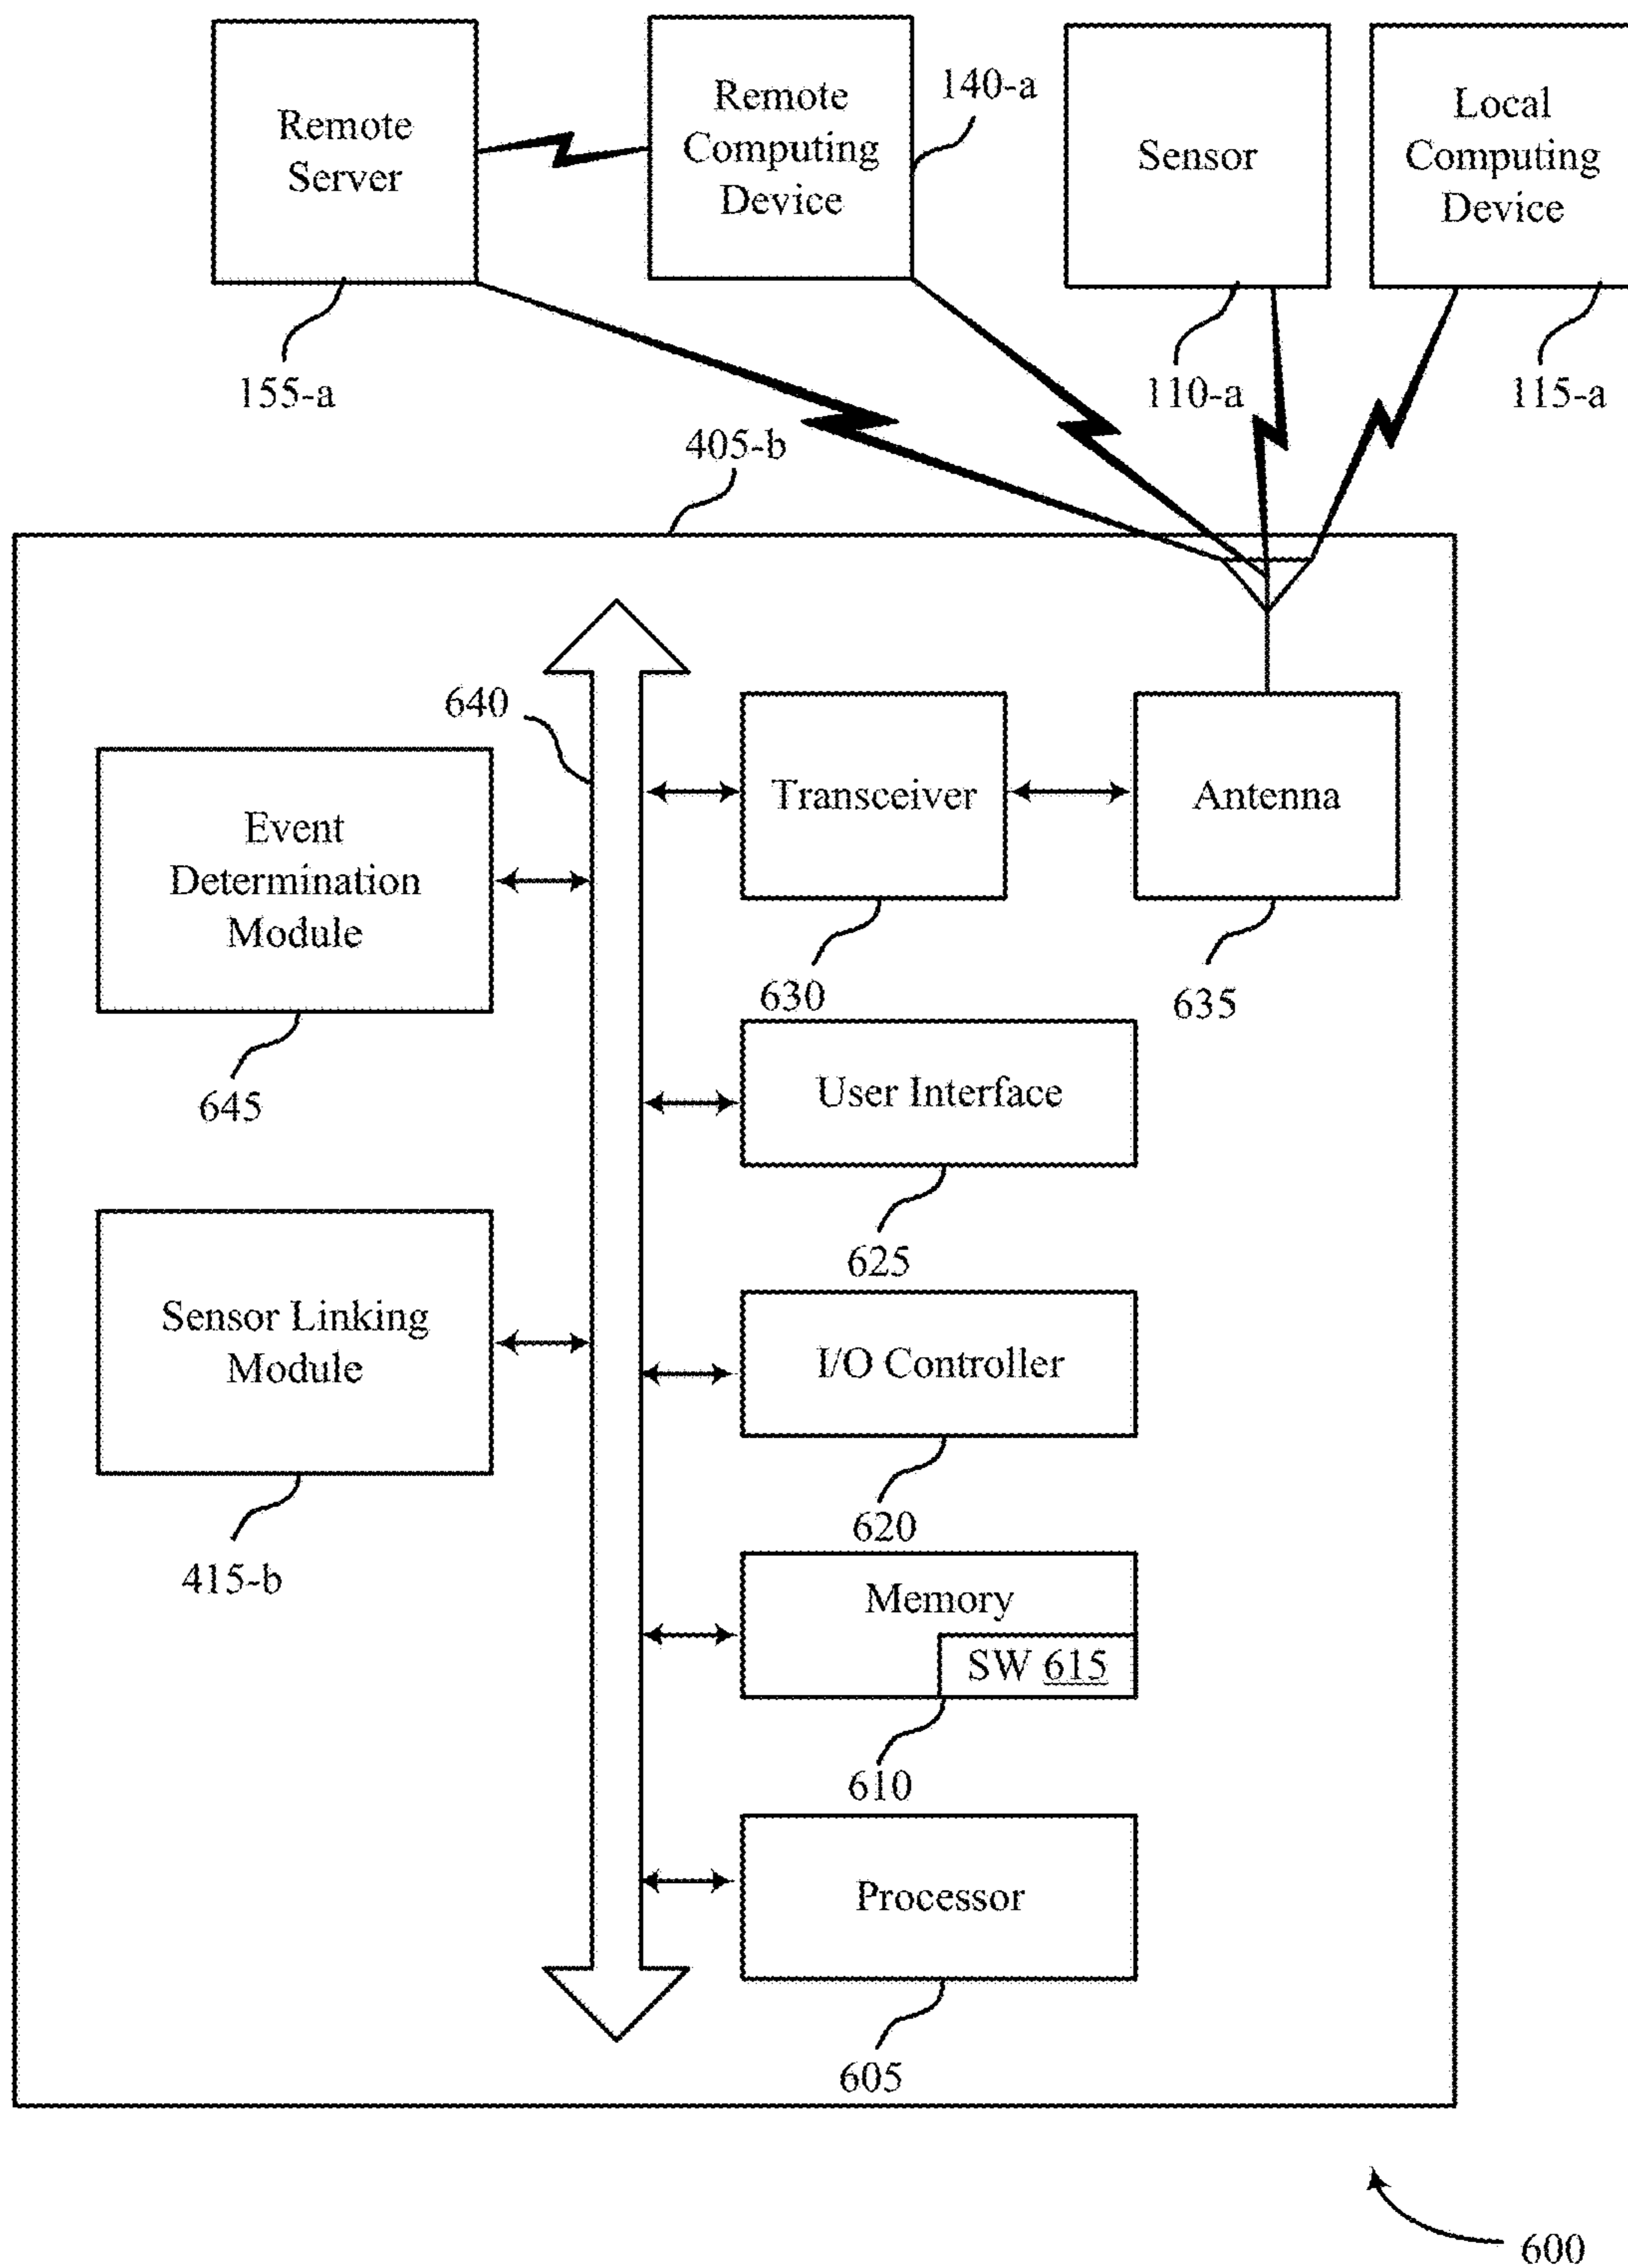 Remote
Server
Remote
Computing
Device
140-a
Sensor
Local
Computing
Device
155-a
110-a
115-a
405-b
640
Event
Determination
Module
Transceiver
Antenna
630
635
645
User Interface
625
Sensor Linking
Module
I/O Controller
620
415-b
Memory
SW 615
610
Processor
605
600